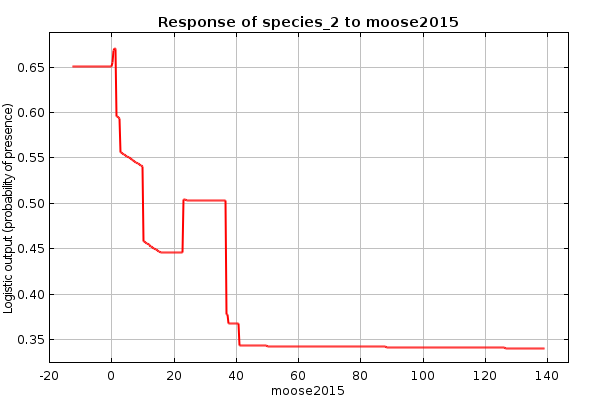 Response of species_2 to moose2015
Logistic output (probability of presence)
0.65
0.60
0.55
0.50
0.45
0.40
0.35
-20 0 20 40 60 80 100 120 140
moose2015